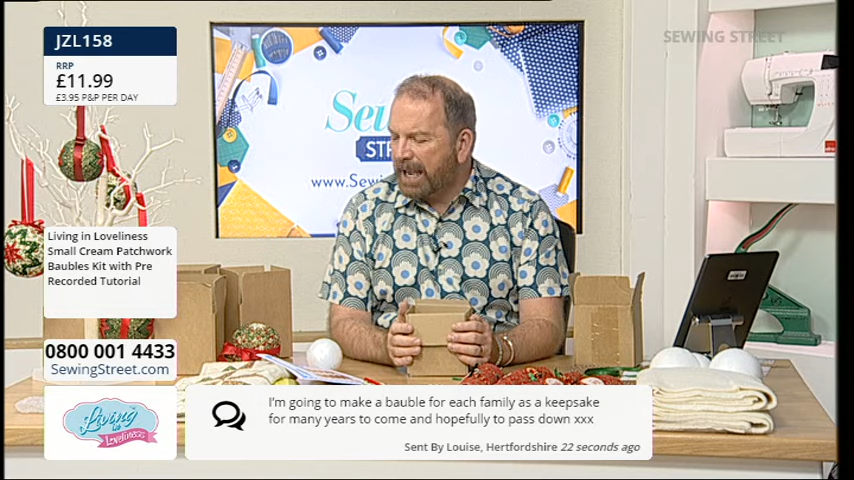 JZL158
RRP
£11.99
£3.95 P&P PER DAY
SEWING STREET
Sew
STR
www.Sewi
Living in Loveliness
Small Cream Patchwork
Baubles Kit with Pre
Recorded Tutorial
0800 001 4433
SewingStreet.com
Living
in
Loveliness
I'm going to make a bauble for each family as a keepsake
for many years to come and hopefully to pass down xxx
Sent By Louise, Hertfordshire 22 seconds ago